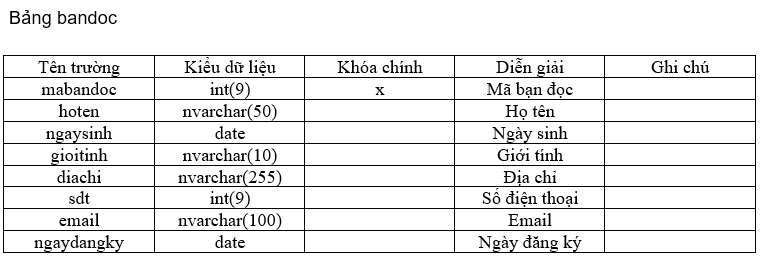 Bảng bandoc
Tên trường Kiểu dữ liệu Khóa chính Diễn giải Ghi chú
mabandoc int(9) x Mã bạn đọc
hoten nvarchar(50) Họ tên
ngaysinh date Ngày sinh
gioitinh nvarchar(10) Giới tính
diachi nvarchar(255) Địa chỉ
sdt int(9) Số điện thoại
email nvarchar(100) Email
ngaydangky date Ngày đăng ký